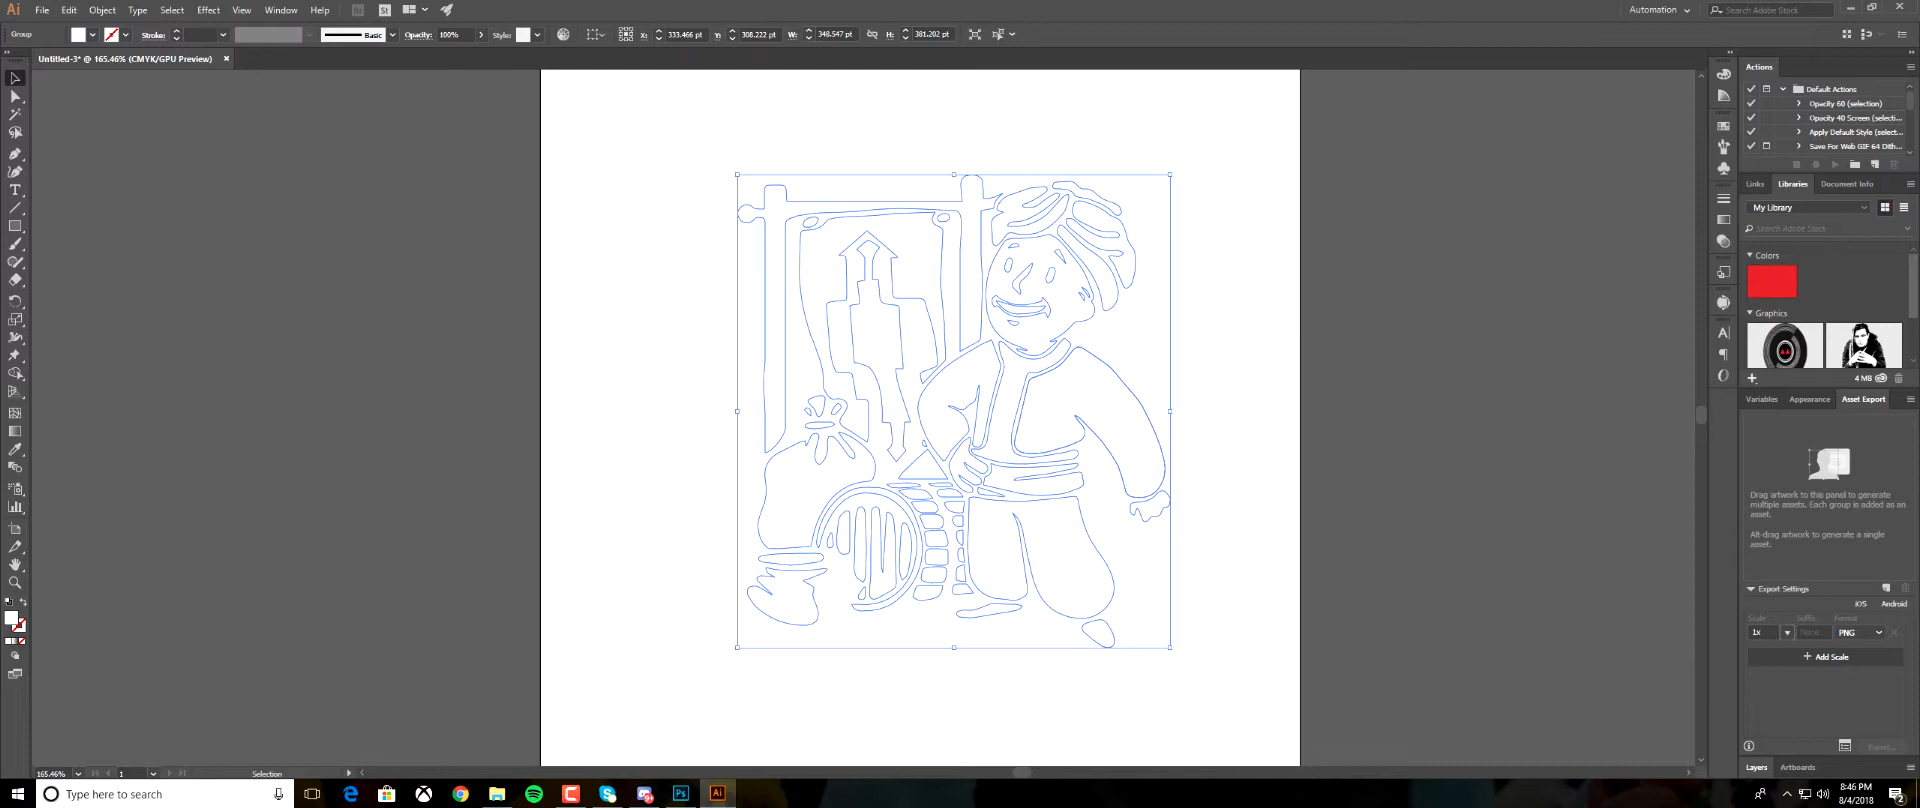 Ai File Edit Object Type Select Effect View Window Help Br St Automation Search Adobe Stock
Group Stroke: Basic Opacity: 100% Style: X: 333.466 pt Y: 308.222 pt W: 348.547 pt H: 381.202 pt
Untitled-3* @ 165.46% (CMYK/GPU Preview)
Actions
Default Actions
Opacity 60 (selection)
Opacity 40 Screen (selecti...
Apply Default Style (select...
Save For Web GIF 64 Dith...
Links Libraries Document Info
My Library
Search Adobe Stock
Colors
Graphics
4 MB
Variables Appearance Asset Export
Drag artwork to this panel to generate
multiple assets. Each group is added as an
asset.
Alt-drag artwork to generate a single
asset.
Export Settings
iOS Android
Scale: Suffix: Format
1x None PNG
+ Add Scale
Export...
Layers Artboards
165.46% 1 Selection
Type here to search
Ps Ai
8:46 PM
8/4/2018
2